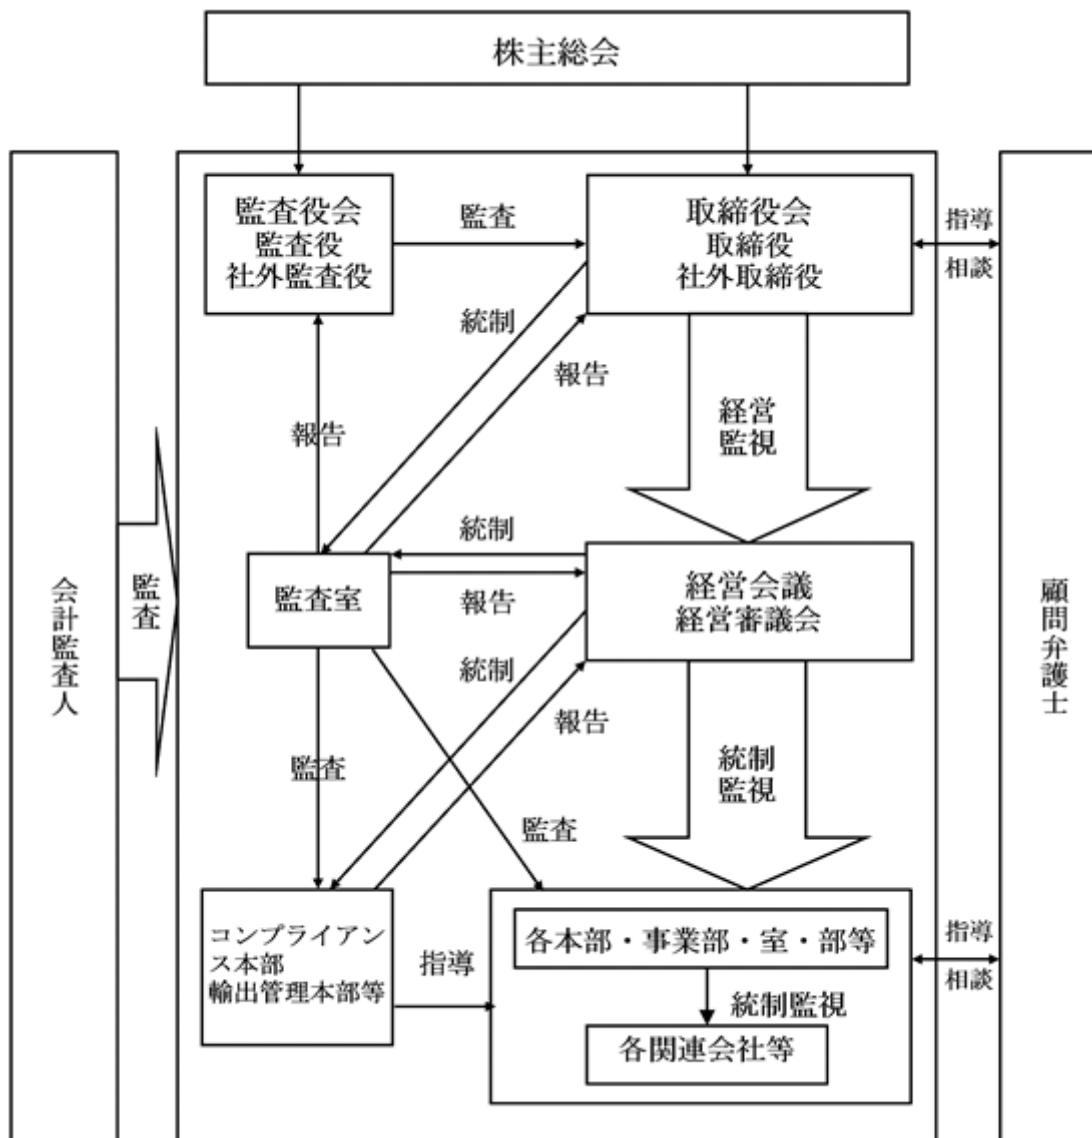 株主総会
監査役会
監査役
社外監査役
監査
取締役会
取締役
社外取締役
指導
相談
統制
報告
報告
経営
監視
会計監査人
監査
監査室
統制
報告
経営会議
経営審議会
顧問弁護士
統制
報告
監査
監査
統制
監視
コンプライアン
ス本部
輸出管理本部等
指導
各本部・事業部・室・部等
統制監視
各関連会社等
指導
相談